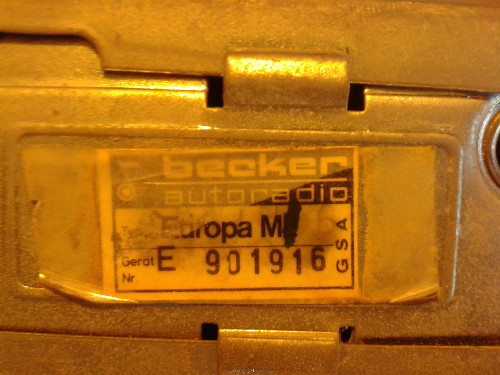 becker
autoradio
Europa
Gerät E 901916
Nr.
GSA